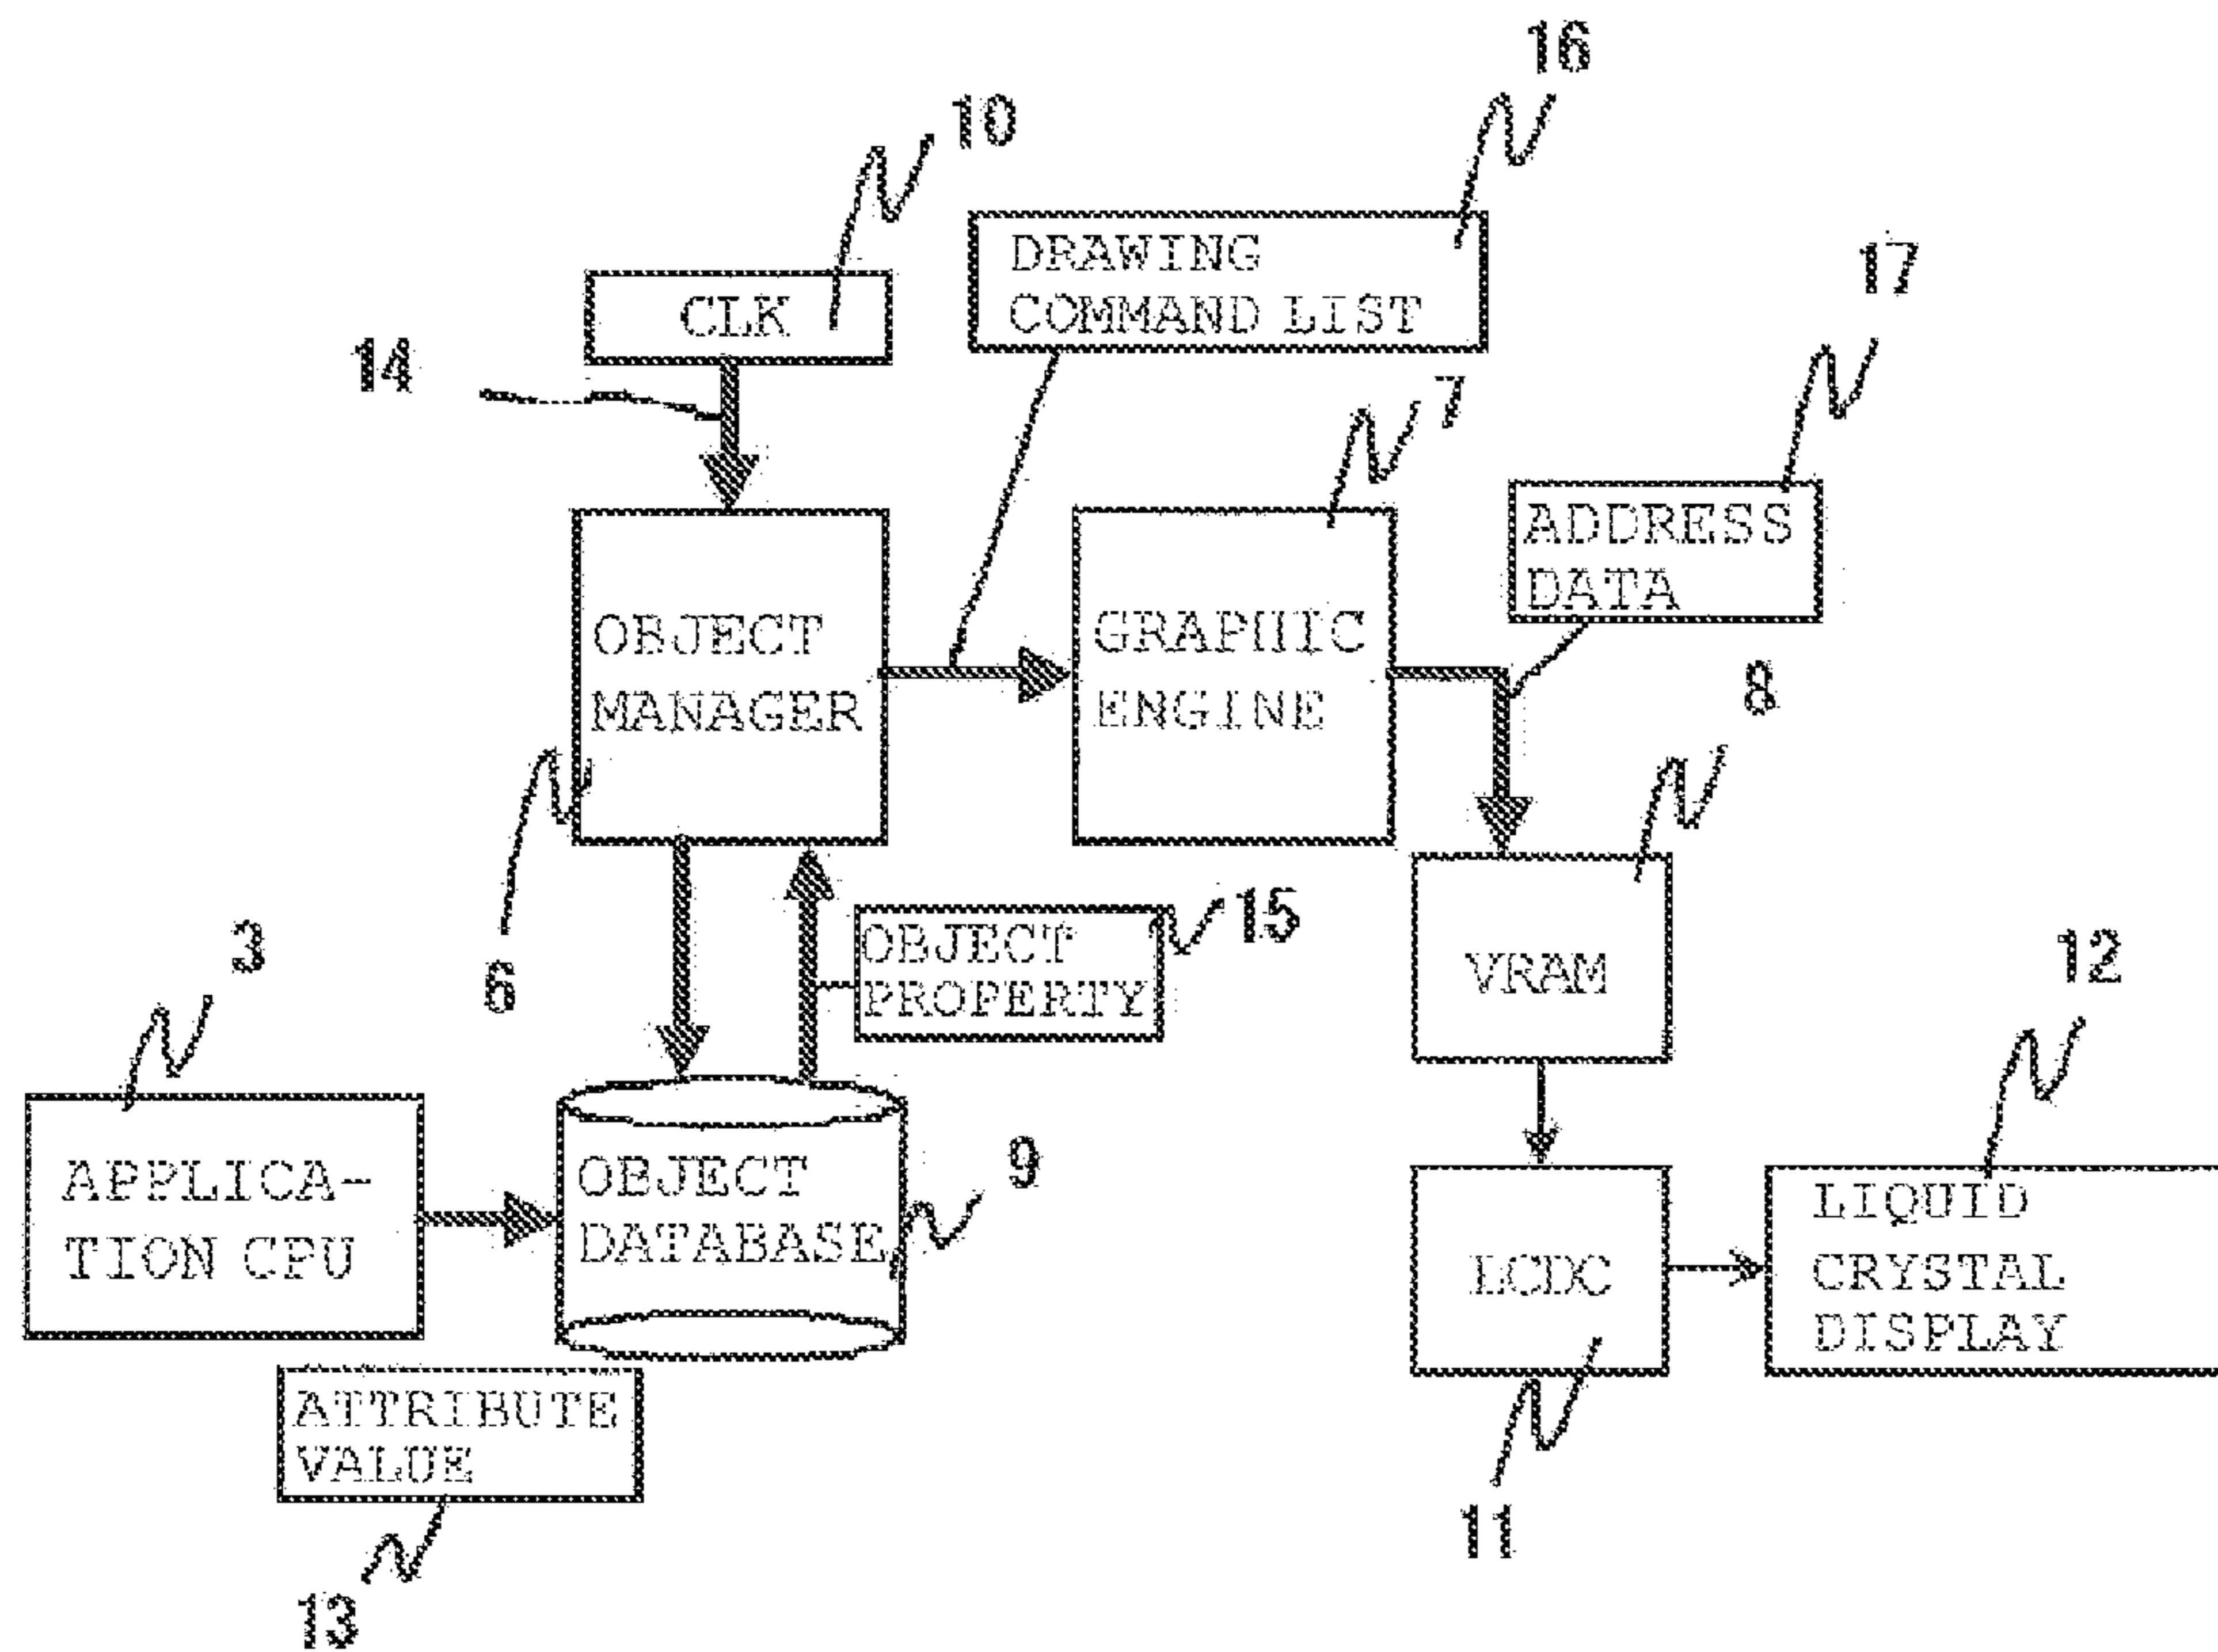 16
10
DRAWING
COMMAND LIST
17
CLK
14
7
ADDRESS
DATA
OBJECT
MANAGER
GRAPHIC
ENGINE
8
6
OBJECT
PROPERTY
15
VRAM
3
12
APPLICA-
TION CPU
OBJECT
DATABASE
9
LCDC
LIQUID
CRYSTAL
DISPLAY
ATTRIBUTE
VALUE
11
13